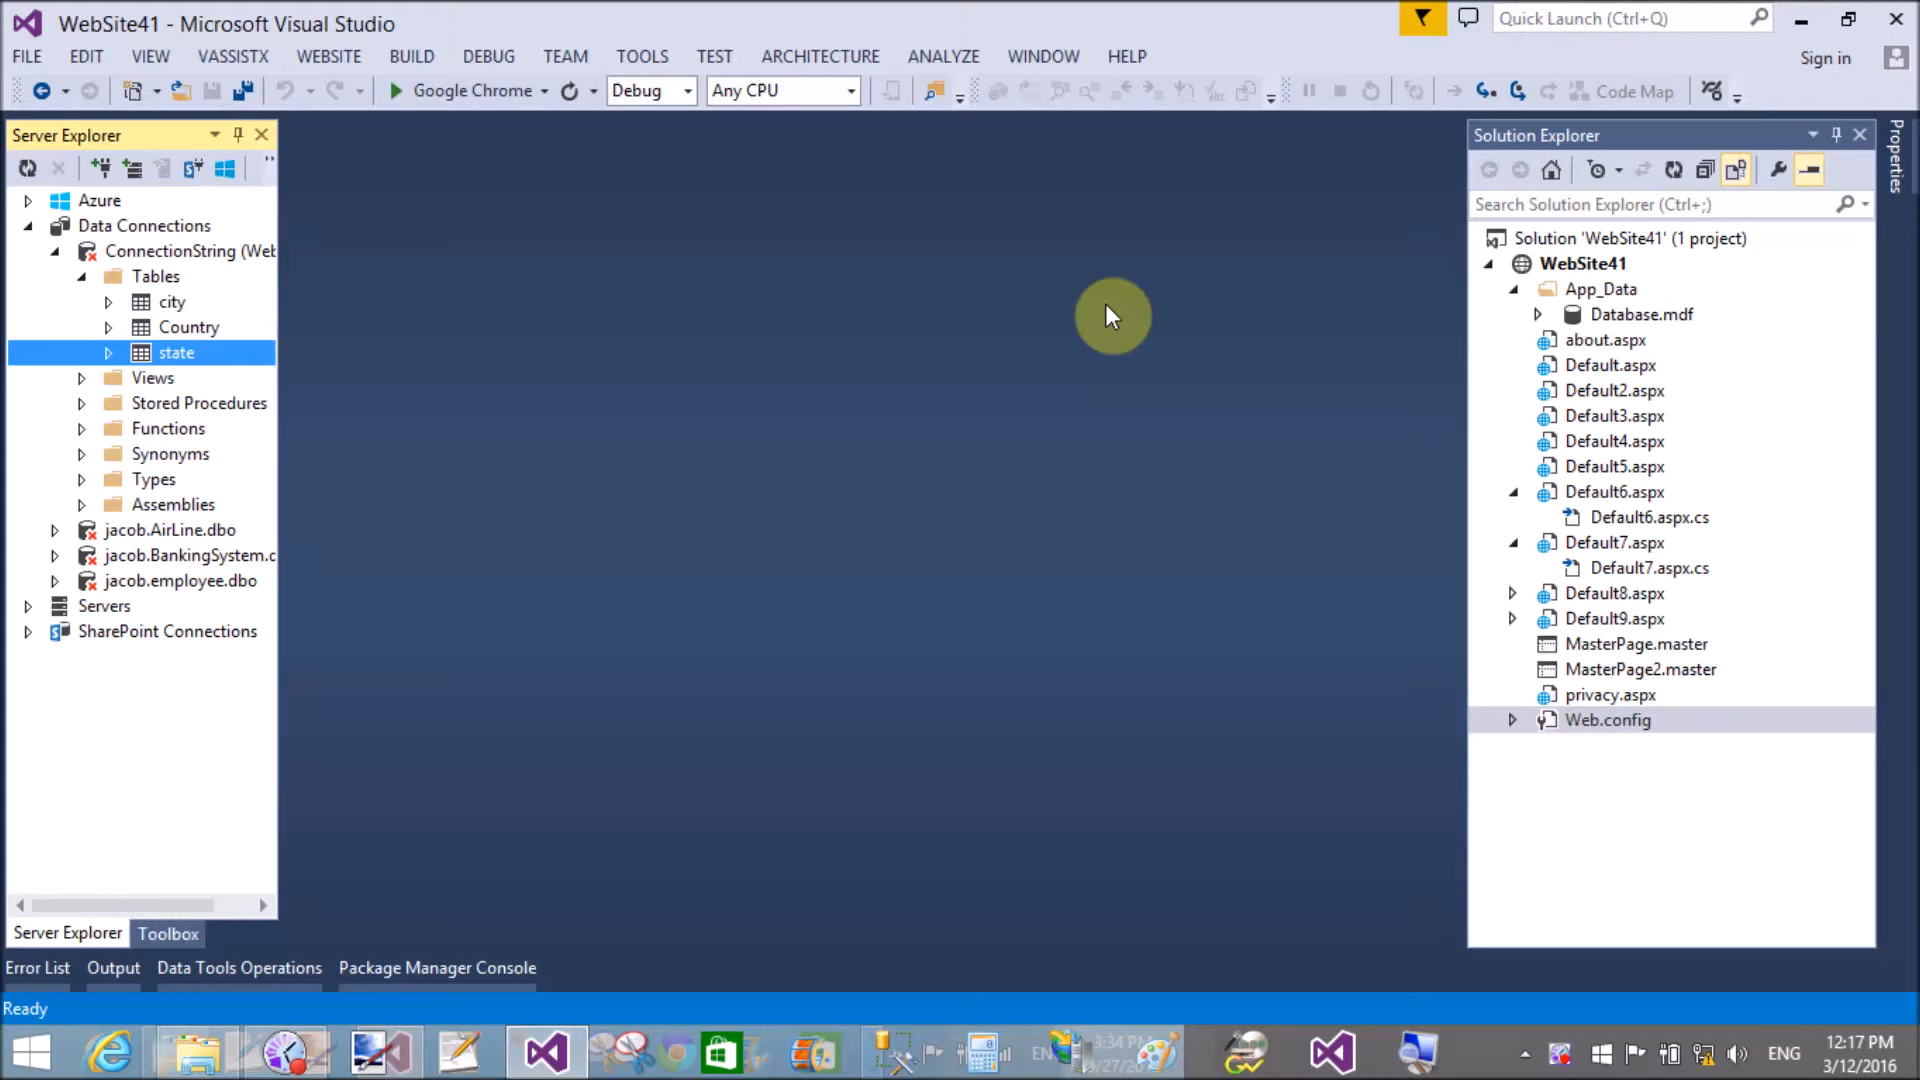 WebSite41 - Microsoft Visual Studio
Quick Launch (Ctrl+Q)
FILE EDIT VIEW VASSISTX WEBSITE BUILD DEBUG TEAM TOOLS TEST ARCHITECTURE ANALYZE WINDOW HELP
Sign in
Google Chrome Debug Any CPU Code Map
Server Explorer
Azure
Data Connections
ConnectionString (Wel
Tables
city
Country
state
Views
Stored Procedures
Functions
Synonyms
Types
Assemblies
jacob.AirLine.dbo
jacob.BankingSystem.c
jacob.employee.dbo
Servers
SharePoint Connections
Server Explorer Toolbox
Solution Explorer
Search Solution Explorer (Ctrl+;)
Solution 'WebSite41' (1 project)
WebSite41
App_Data
Database.mdf
about.aspx
Default.aspx
Default2.aspx
Default3.aspx
Default4.aspx
Default5.aspx
Default6.aspx
Default6.aspx.cs
Default7.aspx
Default7.aspx.cs
Default8.aspx
Default9.aspx
MasterPage.master
MasterPage2.master
privacy.aspx
Web.config
Properties
Error List Output Data Tools Operations Package Manager Console
Ready
EN 3:34 PM
ENG
12:17 PM
3/12/2016